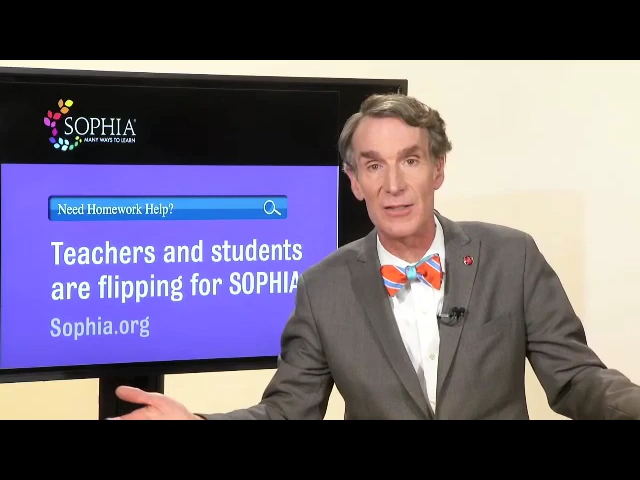 SOPHIA
MANY WAYS TO LEARN
Need Homework Help?
Teachers and students
are flipping for SOPHIA
Sophia.org